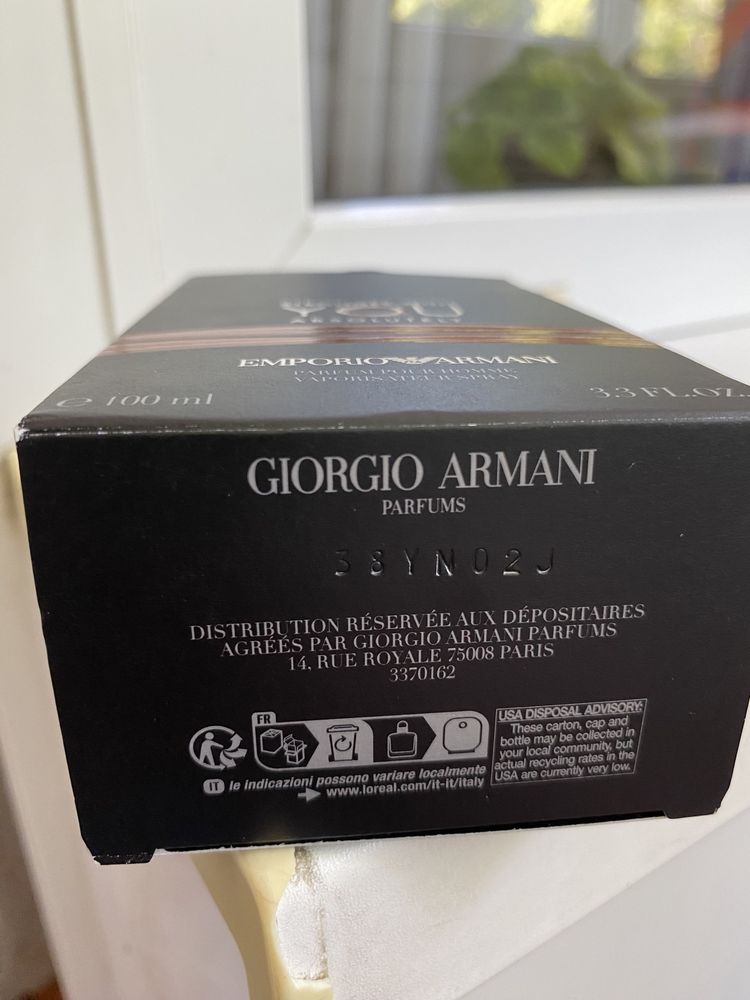 YOU
ABSOLUTELY
EMPORIO ARMANI
PARFUM POUR HOMME
VAPORISATEUR SPRAY
e 100 ml 3.3 FL.OZ.
GIORGIO ARMANI
PARFUMS
38YN02J
DISTRIBUTION RÉSERVÉE AUX DÉPOSITAIRES
AGRÉÉS PAR GIORGIO ARMANI PARFUMS
14, RUE ROYALE 75008 PARIS
3370162
FR
IT le indicazioni possono variare localmente
www.loreal.com/it-it/italy
USA DISPOSAL ADVISORY:
These carton, cap and
bottle may be collected in
your local community, but
actual recycling rates in the
USA are currently very low.